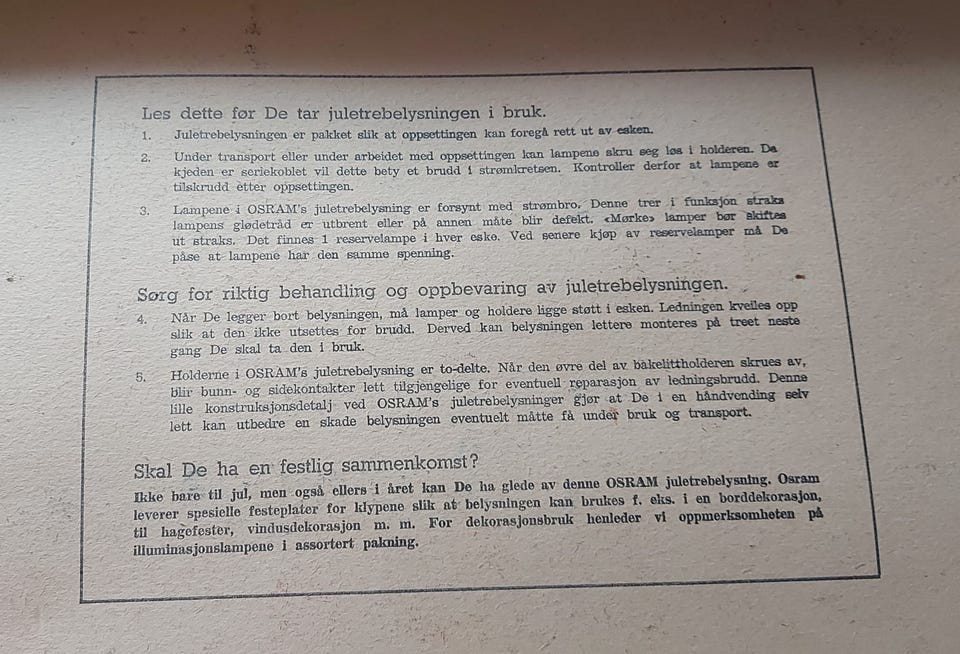 Les dette før De tar juletrebelysningen i bruk.
1. Juletrebelysningen er pakket slik at oppsettingen kan foregå rett ut av esken.
2. Under transport eller under arbeidet med oppsettingen kan lampene skru seg løs i holderen. Da
kjeden er seriekoblet vil dette bety et brudd i strømkretsen. Kontroller derfor at lampene er
tilskrudd etter oppsettingen.
3. Lampene i OSRAM's juletrebelysning er forsynt med strømbro. Denne trer i funksjon straks
lampens glødetråd er utbrent eller på annen måte blir defekt. «Mørke» lamper bør skiftes
ut straks. Det finnes 1 reservelampe i hver eske. Ved senere kjøp av reservelamper må De
påse at lampene har den samme spenning.
Sørg for riktig behandling og oppbevaring av juletrebelysningen.
4. Når De legger bort belysningen, må lamper og holdere ligge støtt i esken. Ledningen kveiles opp
slik at den ikke utsettes for brudd. Derved kan belysningen lettere monteres på treet neste
gang De skal ta den i bruk.
5. Holderne i OSRAM's juletrebelysning er to-delte. Når den øvre del av bakelittholderen skrues av,
blir bunn- og sidekontakter lett tilgjengelige for eventuell reparasjon av ledningsbrudd. Denne
lille konstruksjonsdetalj ved OSRAM's juletrebelysninger gjør at De i en håndvending selv
lett kan utbedre en skade belysningen eventuelt måtte få under bruk og transport.
Skal De ha en festlig sammenkomst?
Ikke bare til jul, men også ellers i året kan De ha glede av denne OSRAM juletrebelysning. Osram
leverer spesielle festeplater for klypene slik at belysningen kan brukes f. eks. i en borddekorasjon,
til hagefester, vindusdekorasjon m. m. For dekorasjonsbruk henleder vi oppmerksomheten på
illuminasjonslampene i assortert pakning.